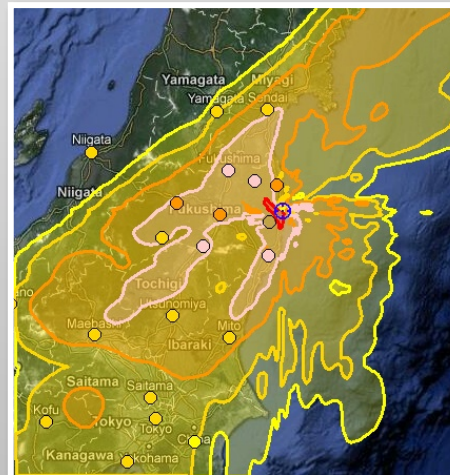 Yamagata Miyagi
Yamagata Sendai
Niigata
Niigata
Fukushima
Fukushima
Tochigi
Utsunomiya
Maebashi
Mito
Ibaraki
Saitama
Saitama
Kofu
Tokyo
Tokyo
Kanagawa
Yokohama